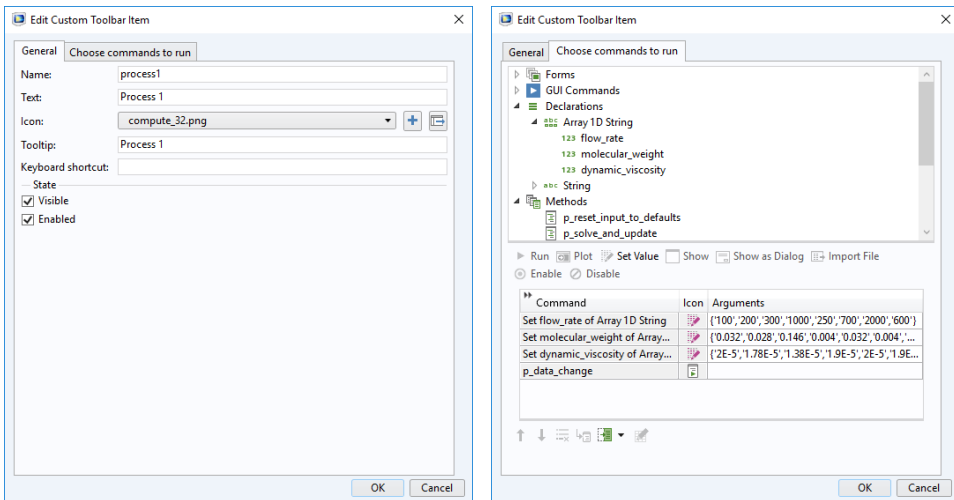 Edit Custom Toolbar Item
General Choose commands to run
Name: process1
Text: Process 1
Icon: compute_32.png
Tooltip: Process 1
Keyboard shortcut:
State
Visible
Enabled
OK Cancel
Edit Custom Toolbar Item
General Choose commands to run
Forms
GUI Commands
Declarations
abc Array 1D String
123 flow_rate
123 molecular_weight
123 dynamic_viscosity
abc String
Methods
p_reset_input_to_defaults
p_solve_and_update
Run Plot Set Value Show Show as Dialog Import File
Enable Disable
Command Icon Arguments
Set flow_rate of Array 1D String {'100','200','300','1000','250','700','2000','600'}
Set molecular_weight of Array... {'0.032','0.028','0.146','0.004','0.032','0.004','...
Set dynamic_viscosity of Array... {'2E-5','1.78E-5','1.38E-5','1.9E-5','2E-5','1.9E...
p_data_change
OK Cancel